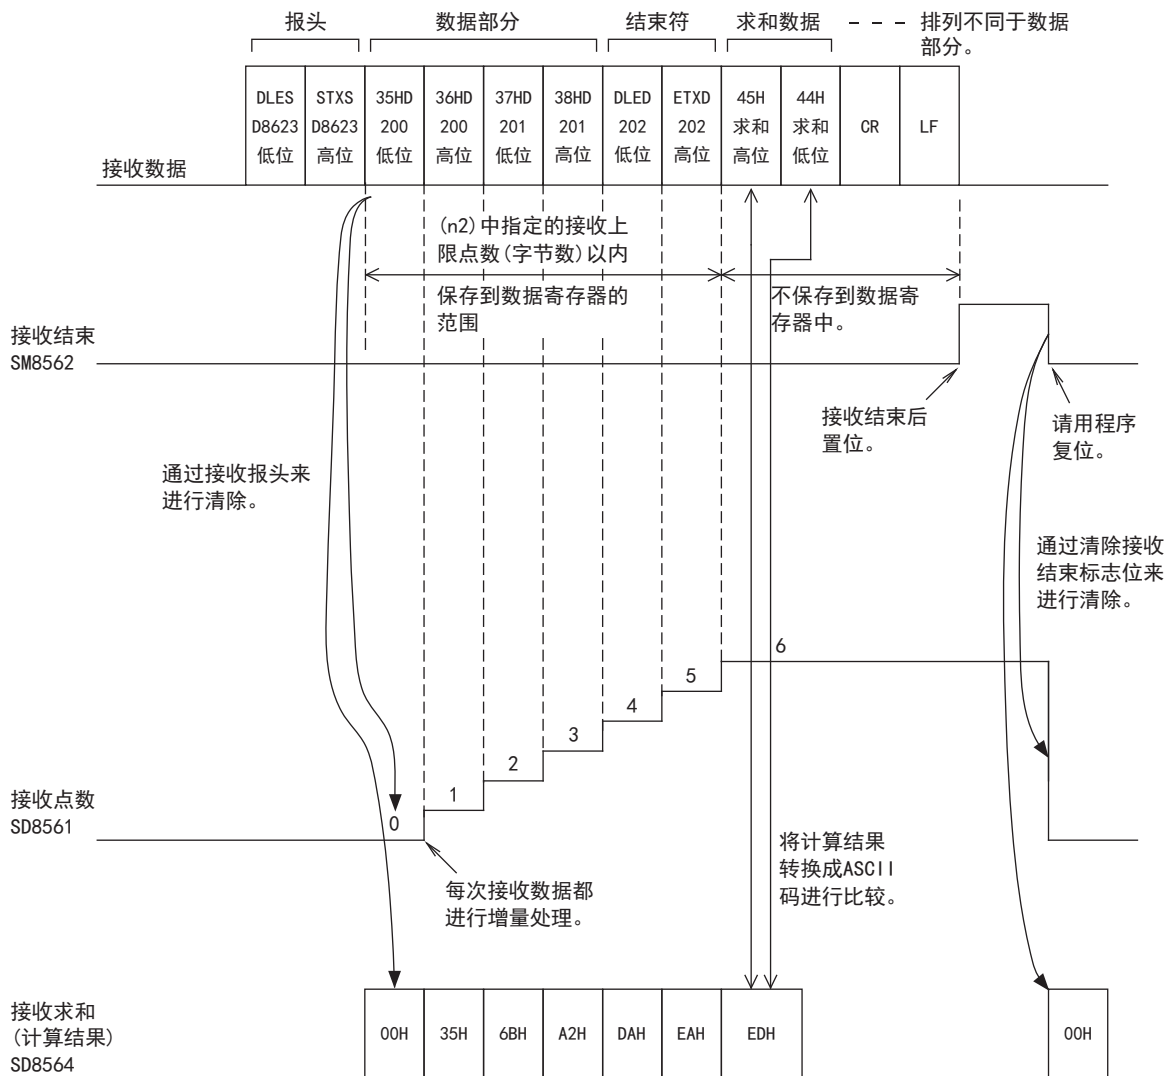 报头
数据部分
结束符
求和数据
排列不同于数据
部分。
DLES
D8623
低位
STXS
D8623
高位
35HD
200
低位
36HD
200
高位
37HD
201
低位
38HD
201
高位
DLED
202
低位
ETXD
202
高位
45H
求和
高位
44H
求和
低位
CR
LF
接收数据
(n2)中指定的接收上
限点数(字节数)以内
保存到数据寄存器的
范围
不保存到数据寄
存器中。
接收结束
SM8562
接收结束后
置位。
请用程序
复位。
通过接收报头来
进行清除。
通过清除接收
结束标志位来
进行清除。
6
5
4
3
2
1
0
接收点数
SD8561
每次接收数据都
进行增量处理。
将计算结果
转换成ASCII
码进行比较。
接收求和
(计算结果)
SD8564
00H
35H
6BH
A2H
DAH
EAH
EDH
00H